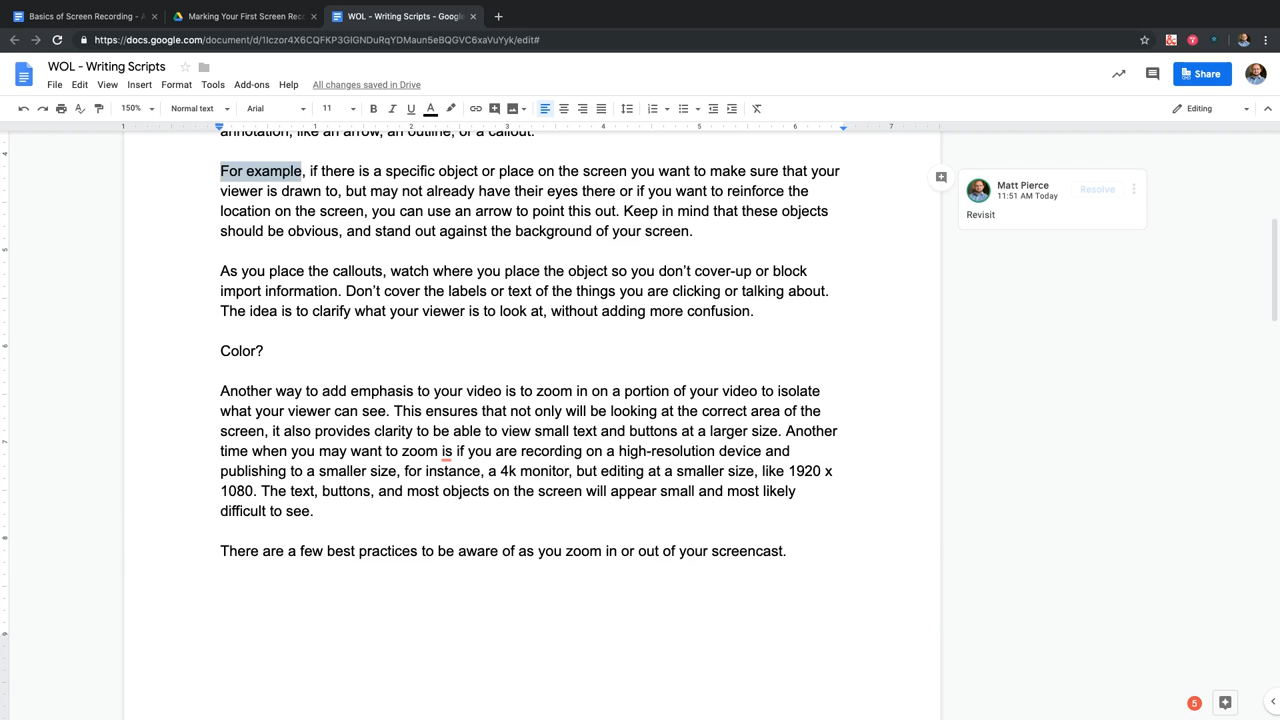 Basics of Screen Recording - A
Marking Your First Screen Rec
WOL - Writing Scripts - Google
https://docs.google.com/document/d/1Iczor4X6CQFKP3GIGNDuRqYDMaun5eBQGVC6xaVuYyk/edit#
WOL - Writing Scripts
File Edit View Insert Format Tools Add-ons Help All changes saved in Drive
Share
150% Normal text Arial 11 Editing
1 1 2 3 4 5 6 7
annotation, like an arrow, an outline, or a callout.
For example, if there is a specific object or place on the screen you want to make sure that your
viewer is drawn to, but may not already have their eyes there or if you want to reinforce the
location on the screen, you can use an arrow to point this out. Keep in mind that these objects
should be obvious, and stand out against the background of your screen.
As you place the callouts, watch where you place the object so you don’t cover-up or block
import information. Don’t cover the labels or text of the things you are clicking or talking about.
The idea is to clarify what your viewer is to look at, without adding more confusion.
Color?
Another way to add emphasis to your video is to zoom in on a portion of your video to isolate
what your viewer can see. This ensures that not only will be looking at the correct area of the
screen, it also provides clarity to be able to view small text and buttons at a larger size. Another
time when you may want to zoom is if you are recording on a high-resolution device and
publishing to a smaller size, for instance, a 4k monitor, but editing at a smaller size, like 1920 x
1080. The text, buttons, and most objects on the screen will appear small and most likely
difficult to see.
There are a few best practices to be aware of as you zoom in or out of your screencast.
Matt Pierce
Resolve
11:51 AM Today
Revisit
5